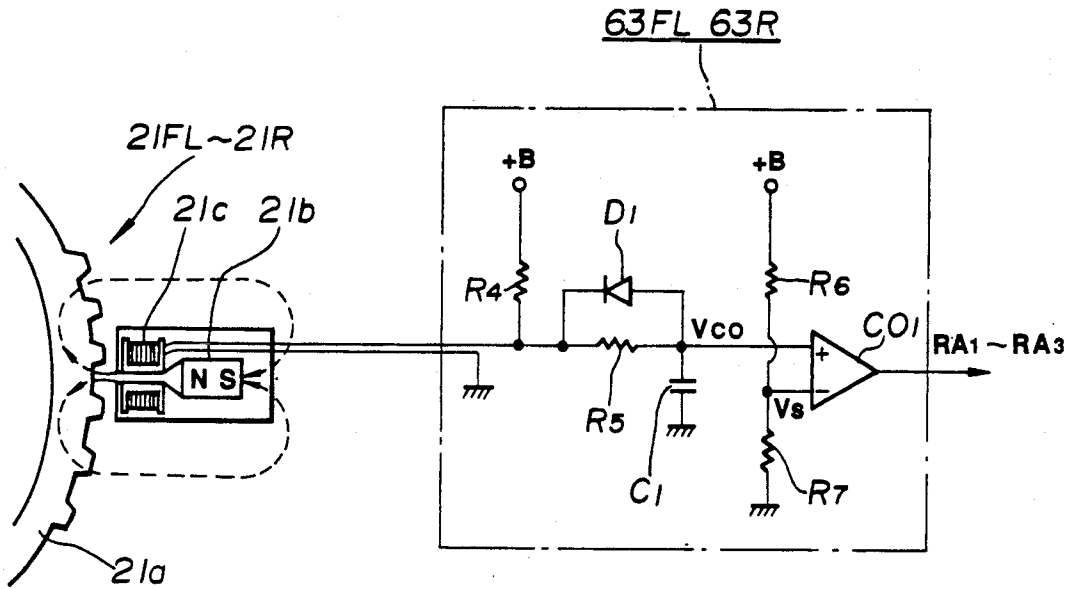 63FL 63R
21FL~21R
+B
+B
21c 21b
D1
R4
R6
Vco
CO1
RA1 ~ RA3
+
N S
R5
Vs
−
C1
R7
21a